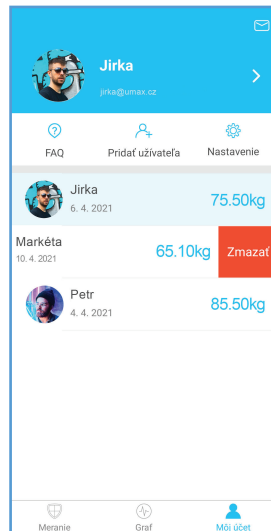 Jirka
jirka@umax.cz
FAQ
Pridať užívateľa
Nastavenie
Jirka
6. 4. 2021
75.50kg
Markéta
10. 4. 2021
65.10kg
Zmazať
Petr
4. 4. 2021
85.50kg
Meranie
Graf
Môj účet